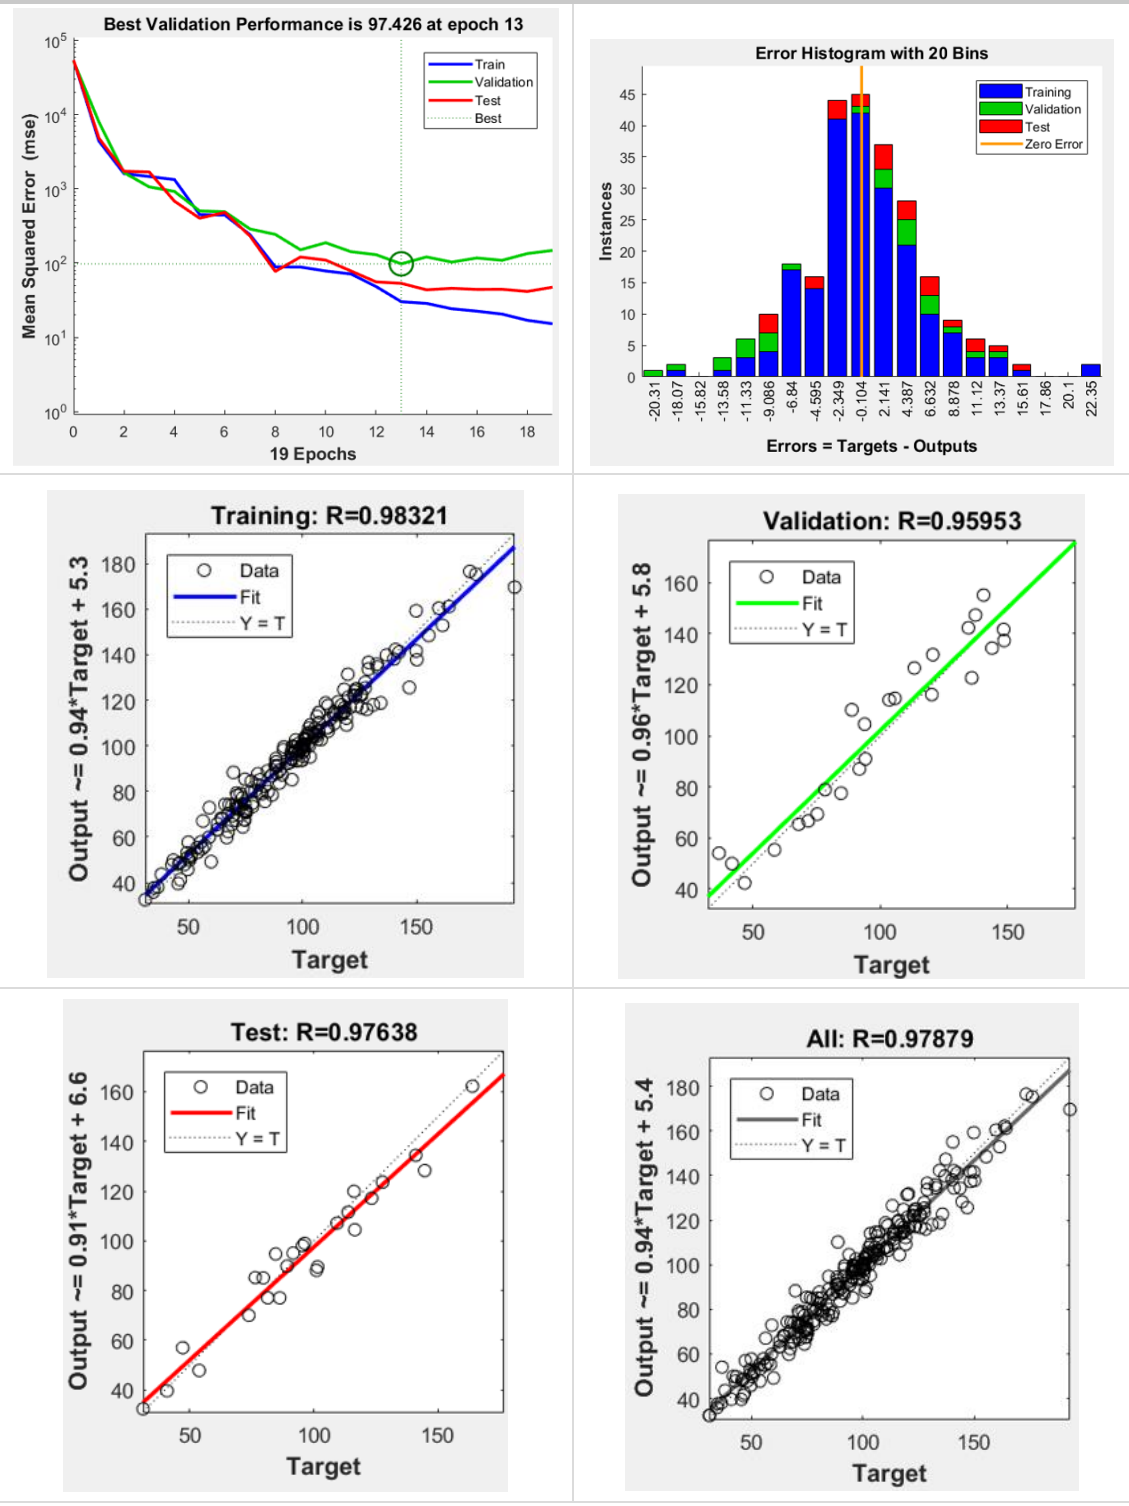 Best Validation Performance is 97.426 at epoch 13
Mean Squared Error (mse)
10^5
10^4
10^3
10^2
10^1
10^0
Train
Validation
Test
Best
0 2 4 6 8 10 12 14 16 18
19 Epochs
Error Histogram with 20 Bins
Instances
45
40
35
30
25
20
15
10
5
0
Training
Validation
Test
Zero Error
-20.31 -18.07 -15.82 -13.58 -11.33 -9.086 -6.84 -4.595 -2.349 -0.104 2.141 4.387 6.632 8.878 11.12 13.37 15.61 17.86 20.1 22.35
Errors = Targets - Outputs
Training: R=0.98321
Output ~= 0.94*Target + 5.3
180
160
140
120
100
80
60
40
Data
Fit
Y = T
50 100 150
Target
Validation: R=0.95953
Output ~= 0.96*Target + 5.8
160
140
120
100
80
60
40
Data
Fit
Y = T
50 100 150
Target
Test: R=0.97638
Output ~= 0.91*Target + 6.6
160
140
120
100
80
60
40
Data
Fit
Y = T
50 100 150
Target
All: R=0.97879
Output ~= 0.94*Target + 5.4
180
160
140
120
100
80
60
40
Data
Fit
Y = T
50 100 150
Target